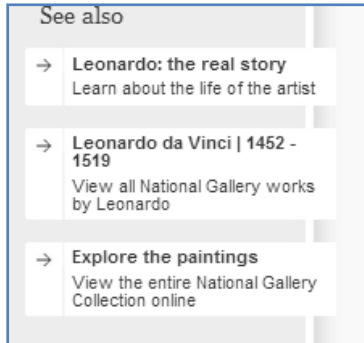 See also
→ Leonardo: the real story
Learn about the life of the artist
→ Leonardo da Vinci | 1452 -
1519
View all National Gallery works
by Leonardo
→ Explore the paintings
View the entire National Gallery
Collection online